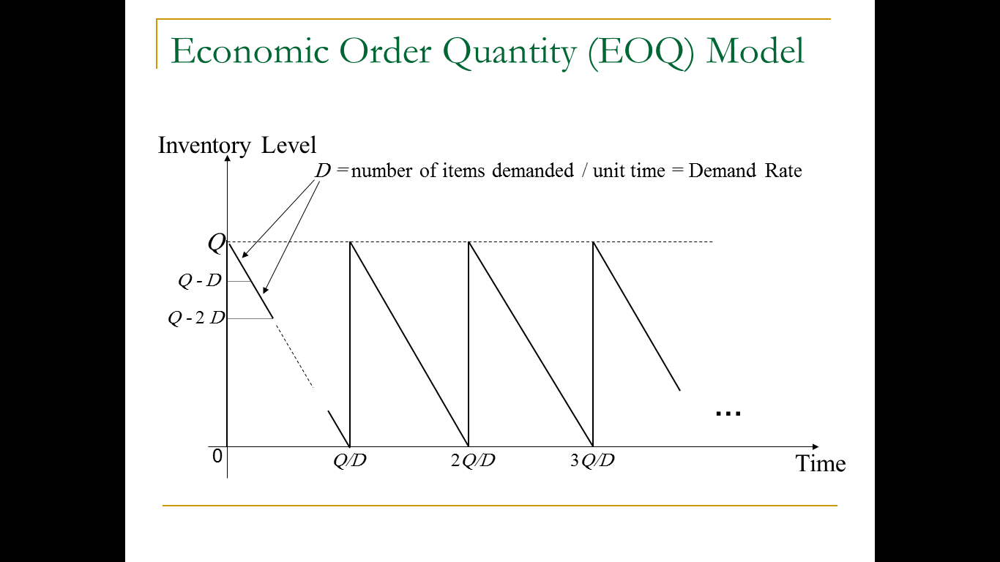 Economic Order Quantity (EOQ) Model
Inventory Level
D = number of items demanded / unit time = Demand Rate
Q
Q - D
Q - 2 D
...
0
Q/D
2Q/D
3Q/D
Time